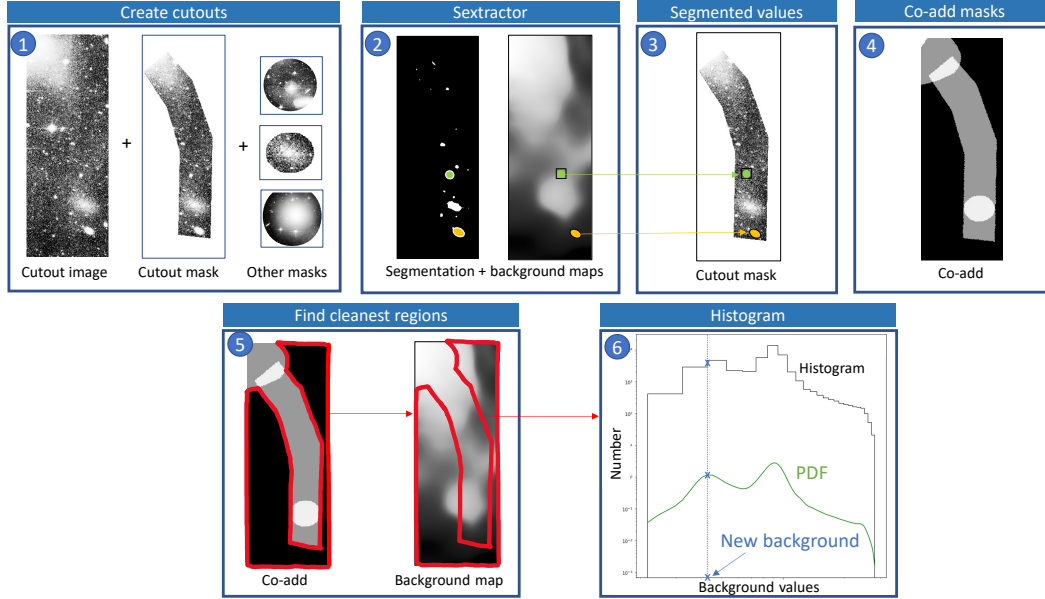 Create cutouts
Sextractor
Segmented values
Co-add masks
1
2
3
4
+
+
Cutout image
Cutout mask
Other masks
Segmentation + background maps
Cutout mask
Co-add
Find cleanest regions
Histogram
5
6
Histogram
Number
PDF
New background
Co-add
Background map
Background values